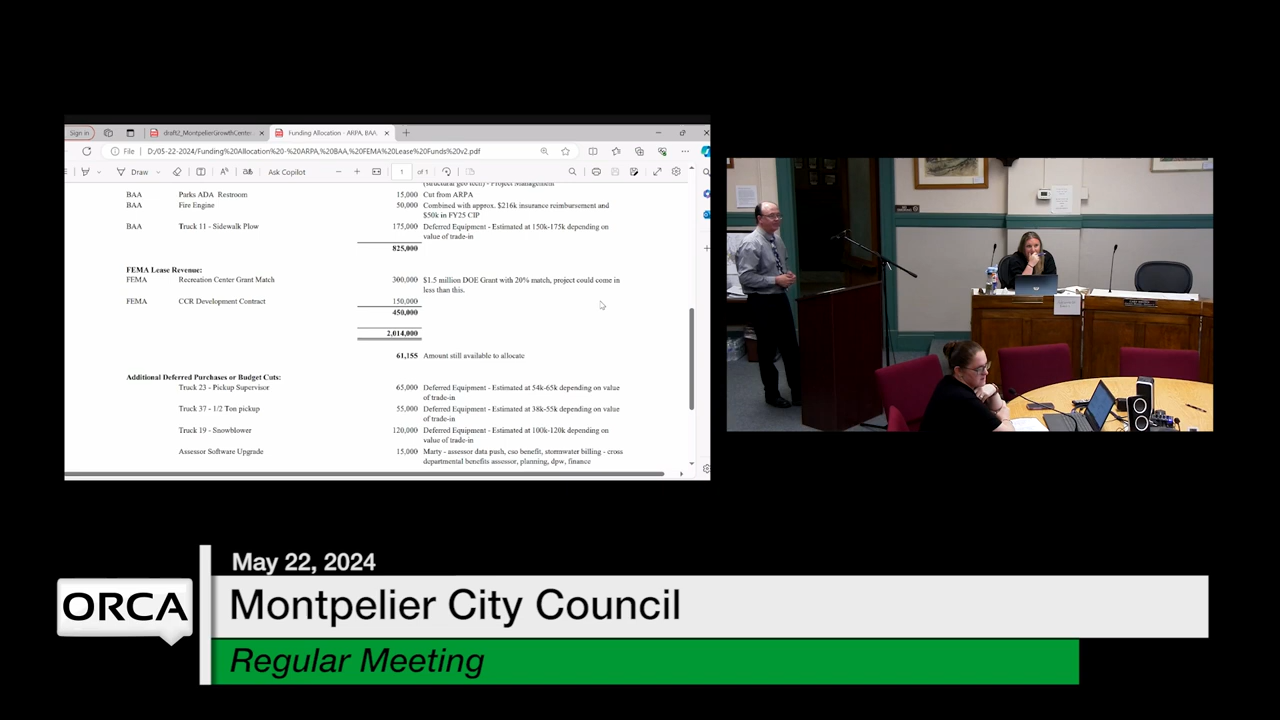 Sign in
draft2_MontpelierGrowthCente
Funding Allocation - ARPA, BAA,
File
D:/05-22-2024/Funding%20Allocation%20-%20ARPA,%20BAA,%20FEMA%20Lease%20Funds%20v2.pdf
Draw
Ask Copilot
1 of 1
(structural geo tech) - Project Management
BAA Parks ADA Restroom 15,000 Cut from ARPA
BAA Fire Engine 50,000 Combined with approx. $216k insurance reimbursement and
$50k in FY25 CIP
BAA Truck 11 - Sidewalk Plow 175,000 Deferred Equipment - Estimated at 150k-175k depending on
value of trade-in
825,000
FEMA Lease Revenue:
FEMA Recreation Center Grant Match 300,000 $1.5 million DOE Grant with 20% match, project could come in
less than this.
FEMA CCR Development Contract 150,000
450,000
2,014,000
61,155 Amount still available to allocate
Additional Deferred Purchases or Budget Cuts:
Truck 23 - Pickup Supervisor 65,000 Deferred Equipment - Estimated at 54k-65k depending on value
of trade-in
Truck 37 - 1/2 Ton pickup 55,000 Deferred Equipment - Estimated at 38k-55k depending on value
of trade-in
Truck 19 - Snowblower 120,000 Deferred Equipment - Estimated at 100k-120k depending on
value of trade-in
Assessor Software Upgrade 15,000 Marty - assessor data push, cso benefit, stormwater billing - cross
departmental benefits assessor, planning, dpw, finance
May 22, 2024
ORCA
Montpelier City Council
Regular Meeting